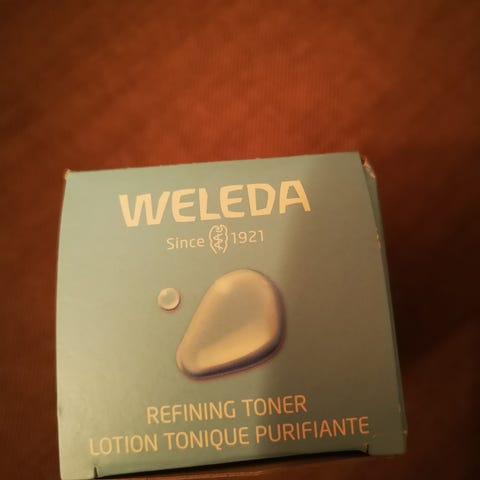 WELEDA
Since 1921
REFINING TONER
LOTION TONIQUE PURIFIANTE